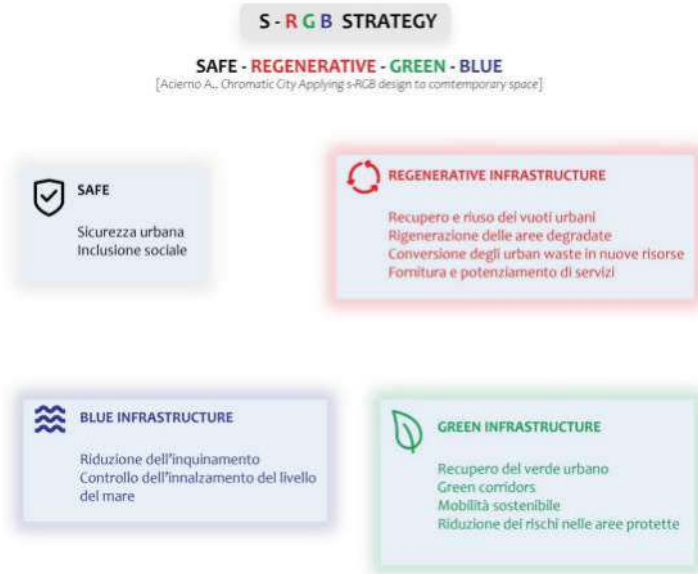 S - R G B STRATEGY
SAFE - REGENERATIVE - GREEN - BLUE
[Acierno A., Chromatic City Applying s-RGB design to comtemporary space]
SAFE
Sicurezza urbana
Inclusione sociale
REGENERATIVE INFRASTRUCTURE
Recupero e riuso dei vuoti urbani
Rigenerazione delle aree degradate
Conversione degli urban waste in nuove risorse
Fornitura e potenziamento di servizi
BLUE INFRASTRUCTURE
Riduzione dell'inquinamento
Controllo dell'innalzamento del livello
del mare
GREEN INFRASTRUCTURE
Recupero del verde urbano
Green corridors
Mobilità sostenibile
Riduzione dei rischi nelle aree protette